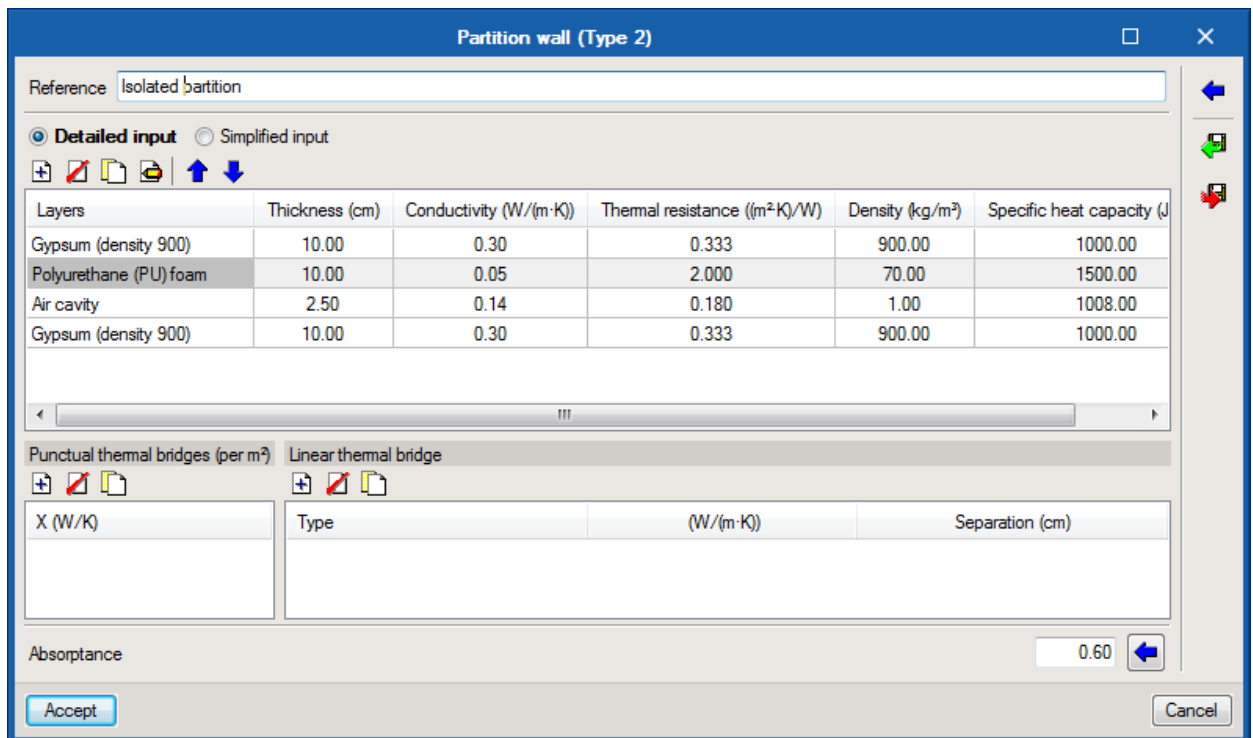 Partition wall (Type 2)
Reference Isolated partition
Detailed input Simplified input
Layers Thickness (cm) Conductivity (W/(m·K)) Thermal resistance ((m²·K)/W) Density (kg/m³) Specific heat capacity (J
Gypsum (density 900) 10.00 0.30 0.333 900.00 1000.00
Polyurethane (PU) foam 10.00 0.05 2.000 70.00 1500.00
Air cavity 2.50 0.14 0.180 1.00 1008.00
Gypsum (density 900) 10.00 0.30 0.333 900.00 1000.00
Punctual thermal bridges (per m²) Linear thermal bridge
X (W/K) Type (W/(m·K)) Separation (cm)
Absorptance 0.60
Accept Cancel